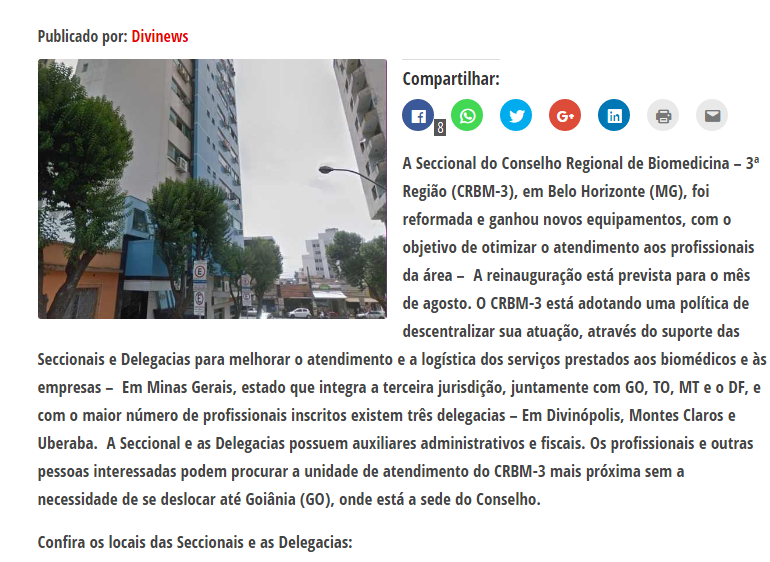 Publicado por: Divinews
Compartilhar:
8
A Seccional do Conselho Regional de Biomedicina – 3ª
Região (CRBM-3), em Belo Horizonte (MG), foi
reformada e ganhou novos equipamentos, com o
objetivo de otimizar o atendimento aos profissionais
da área –  A reinauguração está prevista para o mês
de agosto. O CRBM-3 está adotando uma política de
descentralizar sua atuação, através do suporte das
Seccionais e Delegacias para melhorar o atendimento e a logística dos serviços prestados aos biomédicos e às
empresas –  Em Minas Gerais, estado que integra a terceira jurisdição, juntamente com GO, TO, MT e o DF, e
com o maior número de profissionais inscritos existem três delegacias – Em Divinópolis, Montes Claros e
Uberaba.  A Seccional e as Delegacias possuem auxiliares administrativos e fiscais. Os profissionais e outras
pessoas interessadas podem procurar a unidade de atendimento do CRBM-3 mais próxima sem a
necessidade de se deslocar até Goiânia (GO), onde está a sede do Conselho.
Confira os locais das Seccionais e as Delegacias: